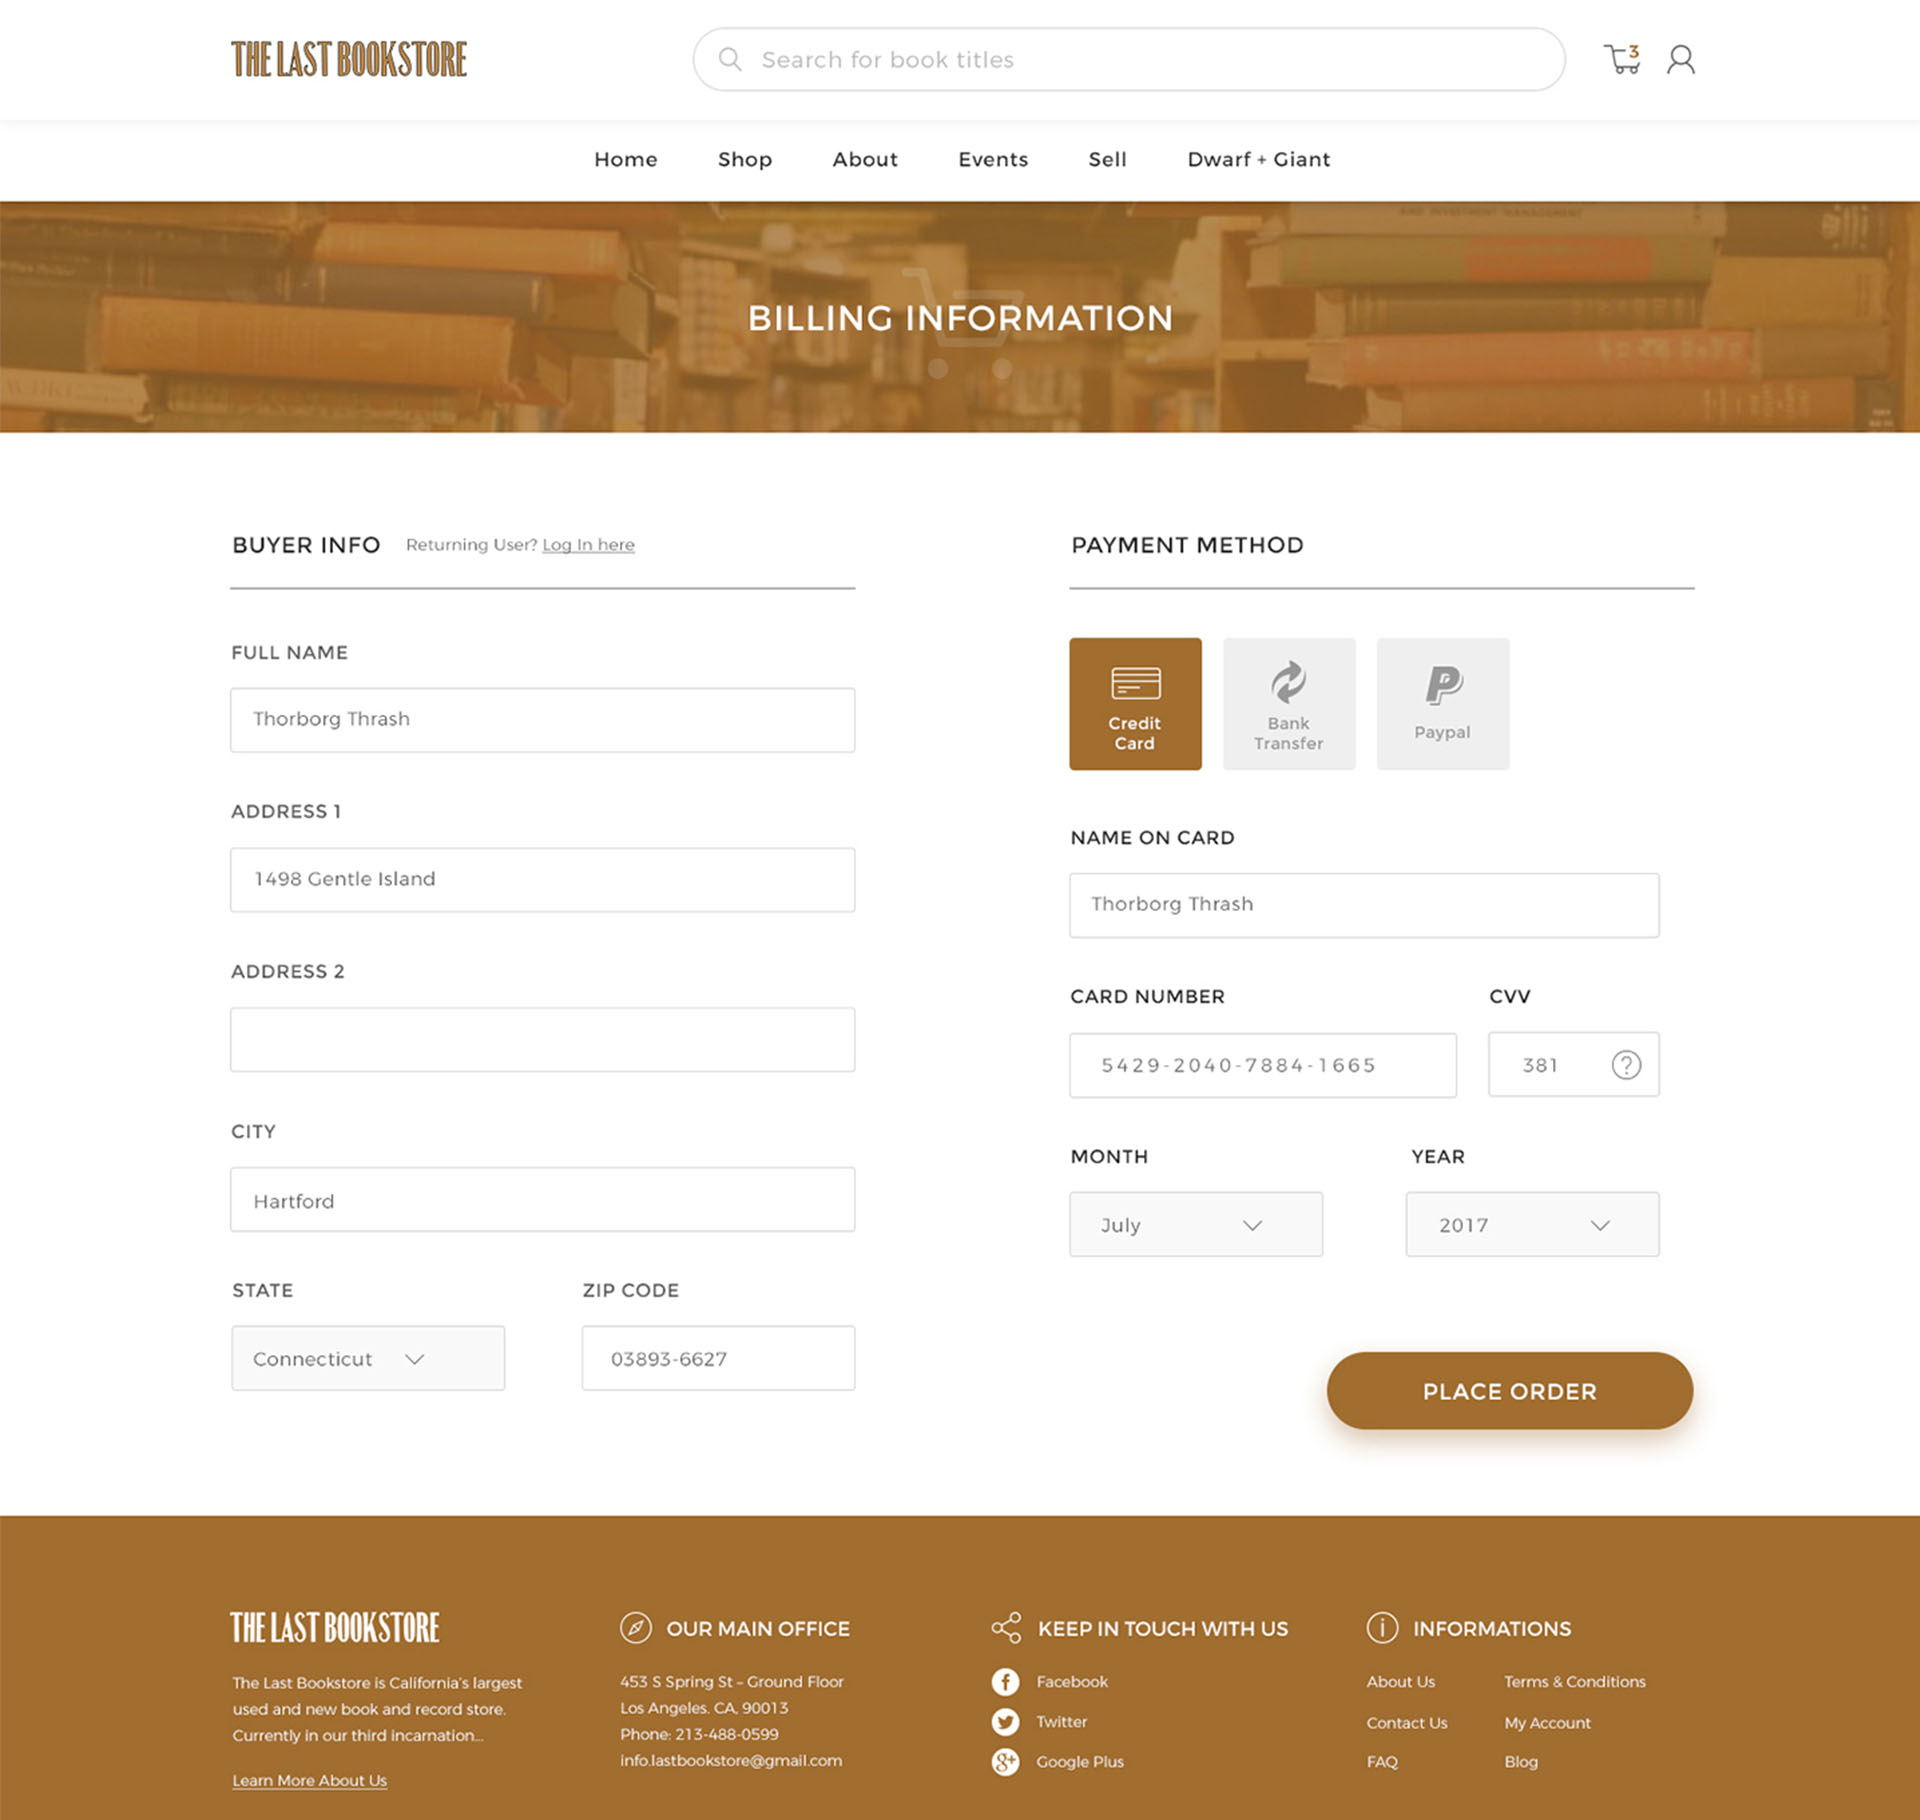 THE LAST BOOKSTORE
Search for book titles
3
Home Shop About Events Sell Dwarf + Giant
AND INVESTMENT MANAGEMENT
BILLING INFORMATION
BUYER INFO Returning User? Log In here
FULL NAME
Thorborg Thrash
ADDRESS 1
1498 Gentle Island
ADDRESS 2
CITY
Hartford
STATE ZIP CODE
Connecticut 03893-6627
PAYMENT METHOD
Credit
Card
Bank
Transfer
Paypal
NAME ON CARD
Thorborg Thrash
CARD NUMBER CVV
5429-2040-7884-1665 381 ?
MONTH YEAR
July 2017
PLACE ORDER
THE LAST BOOKSTORE
The Last Bookstore is California's largest
used and new book and record store.
Currently in our third incarnation...
Learn More About Us
OUR MAIN OFFICE
453 S Spring St – Ground Floor
Los Angeles. CA, 90013
Phone: 213-488-0599
info.lastbookstore@gmail.com
KEEP IN TOUCH WITH US
Facebook
Twitter
Google Plus
INFORMATIONS
About Us Terms & Conditions
Contact Us My Account
FAQ Blog